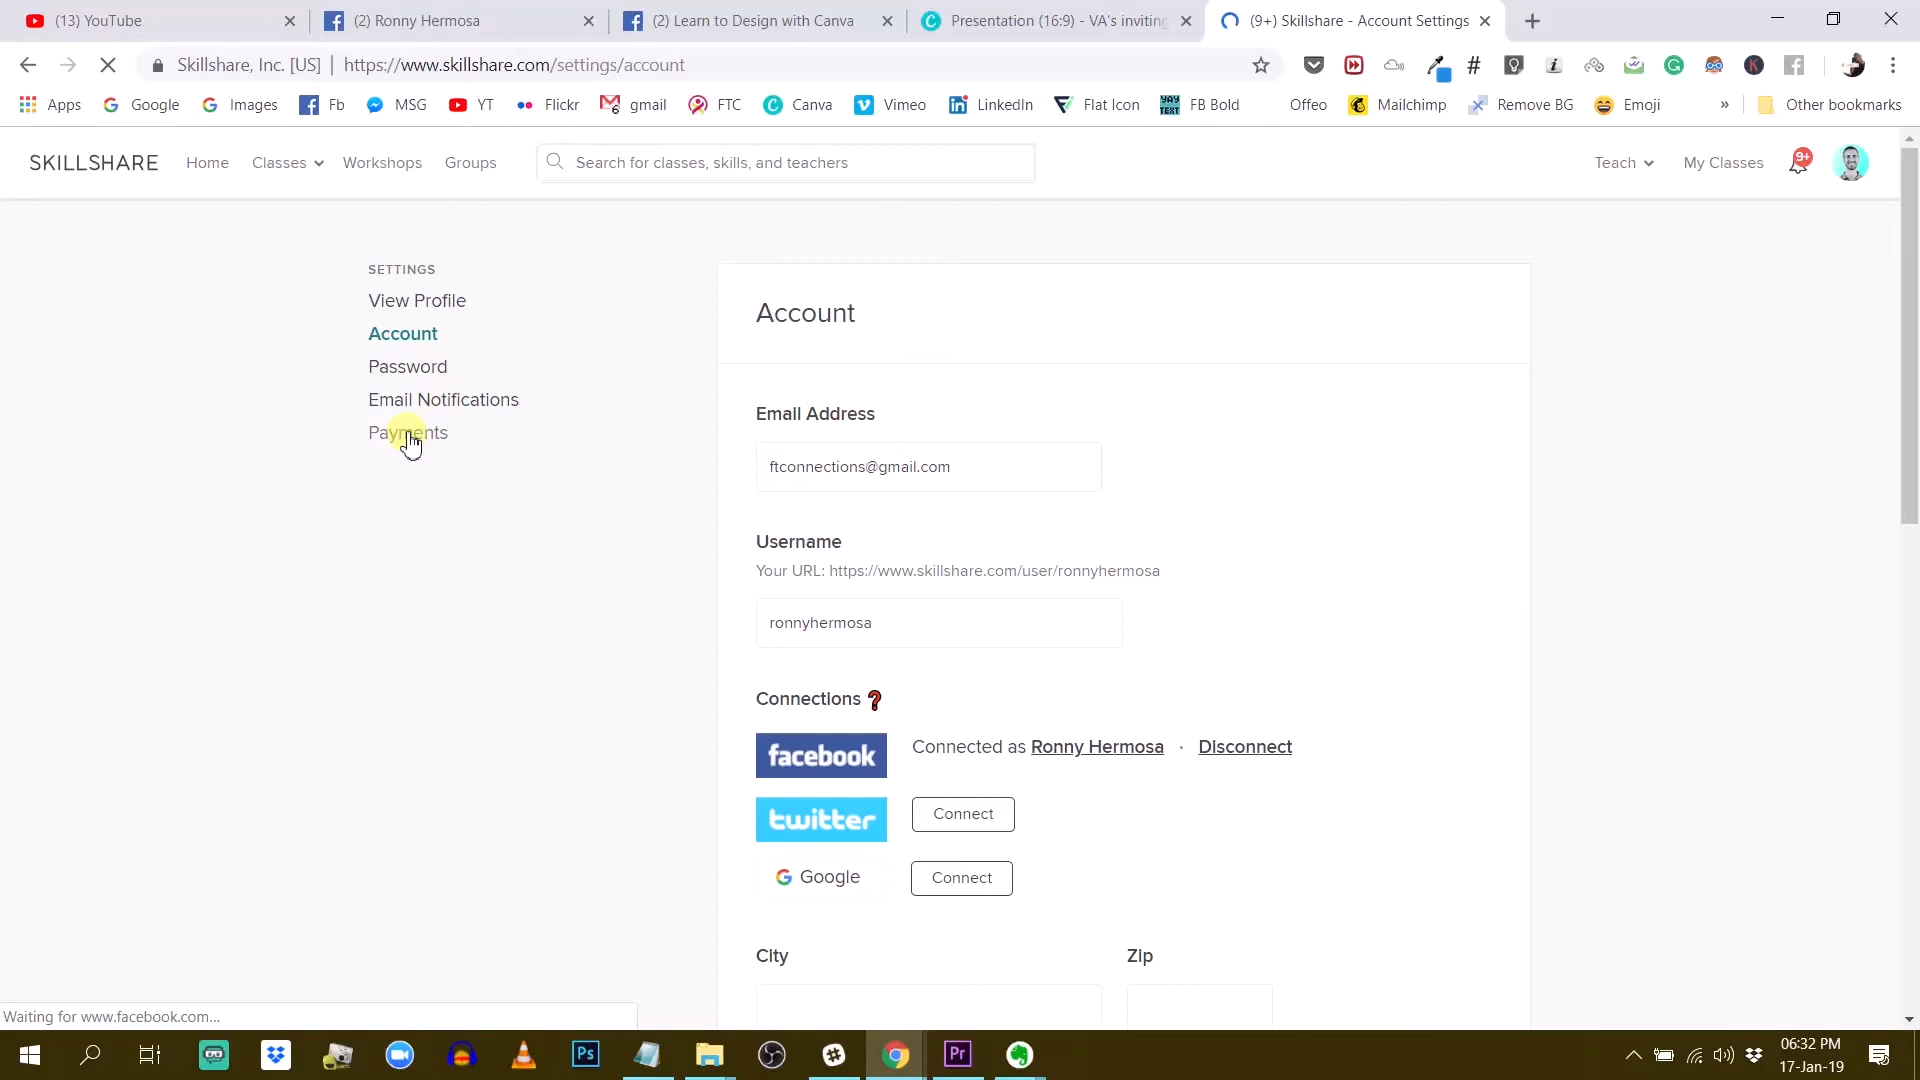 (13) YouTube
(2) Ronny Hermosa
(2) Learn to Design with Canva
Presentation (16:9) - VA's inviting
(9+) Skillshare - Account Settings
Skillshare, Inc. [US] | https://www.skillshare.com/settings/account
Apps Google Images Fb MSG YT Flickr gmail FTC Canva Vimeo LinkedIn Flat Icon YAY TEXT FB Bold Offeo Mailchimp Remove BG Emoji » Other bookmarks
SKILLSHARE Home Classes Workshops Groups Search for classes, skills, and teachers Teach My Classes 9+
SETTINGS
View Profile
Account
Password
Email Notifications
Payments
Account
Email Address
ftconnections@gmail.com
Username
Your URL: https://www.skillshare.com/user/ronnyhermosa
ronnyhermosa
Connections ?
facebook Connected as Ronny Hermosa · Disconnect
twitter Connect
Google Connect
City Zip
Waiting for www.facebook.com...
Ps Pr
06:32 PM
17-Jan-19